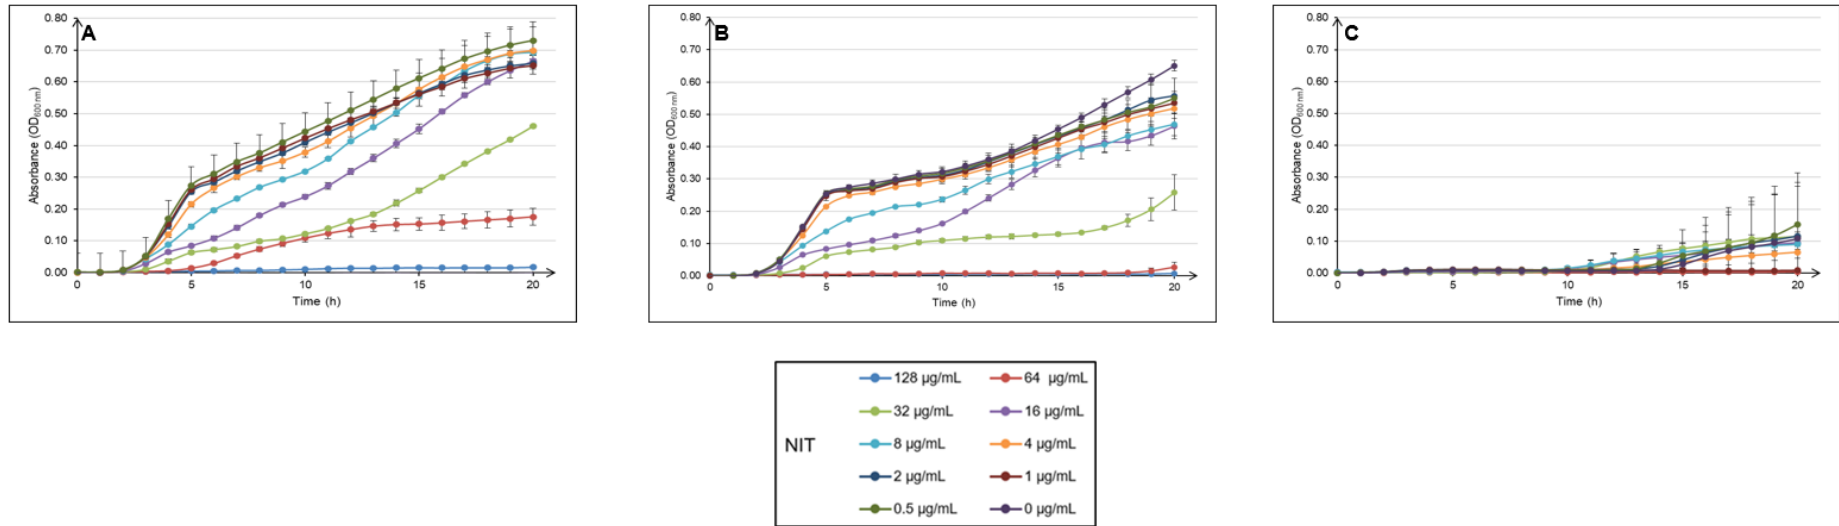 A
Absorbance (OD600 nm)
0.80
0.70
0.60
0.50
0.40
0.30
0.20
0.10
0.00
0 5 10 15 20
Time (h)
B
Absorbance (OD600 nm)
0.80
0.70
0.60
0.50
0.40
0.30
0.20
0.10
0.00
0 5 10 15 20
Time (h)
C
Absorbance (OD600 nm)
0.80
0.70
0.60
0.50
0.40
0.30
0.20
0.10
0.00
0 5 10 15 20
Time (h)
NIT
128 µg/mL 64 µg/mL
32 µg/mL 16 µg/mL
8 µg/mL 4 µg/mL
2 µg/mL 1 µg/mL
0.5 µg/mL 0 µg/mL